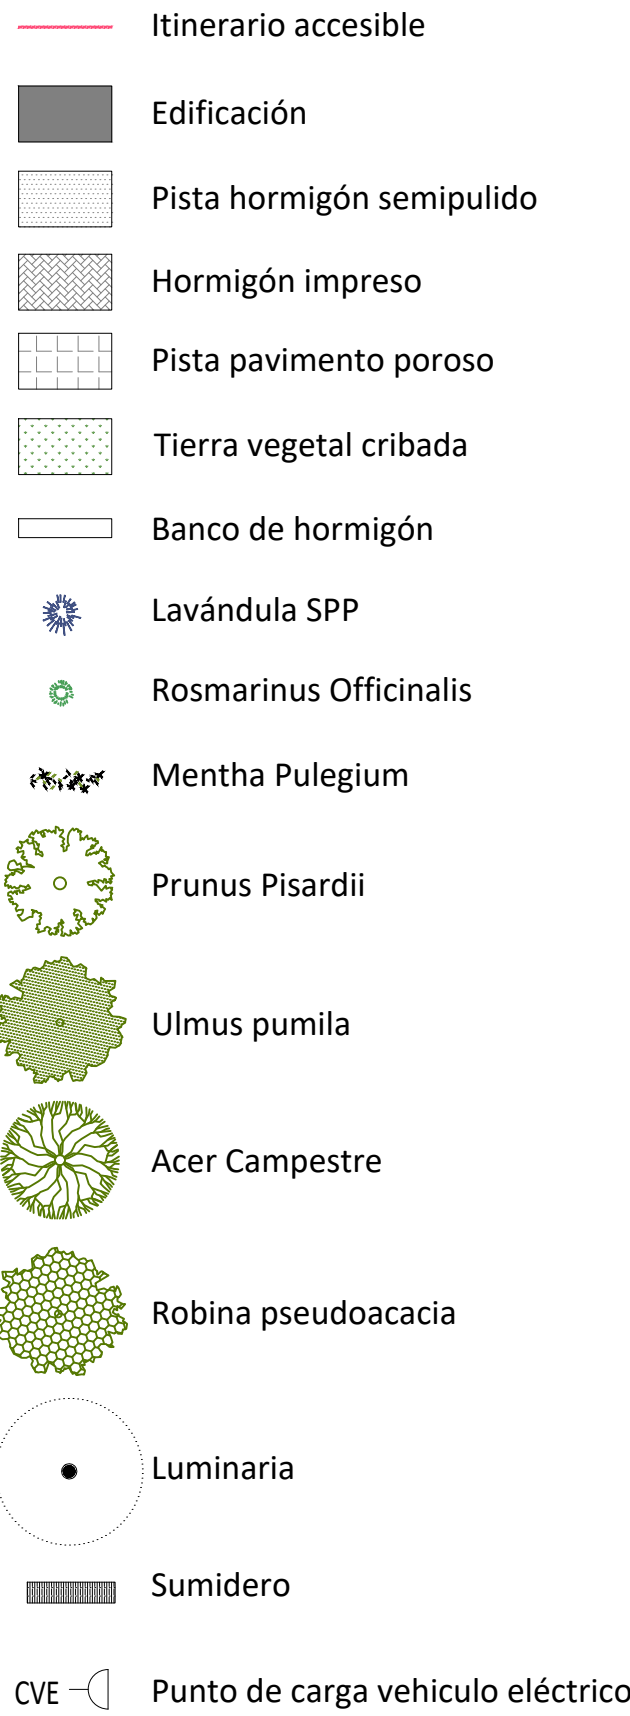 Itinerario accesible
Edificación
Pista hormigón semipulido
Hormigón impreso
Pista pavimento poroso
Tierra vegetal cribada
Banco de hormigón
Lavándula SPP
Rosmarinus Officinalis
Mentha Pulegium
Prunus Pisardii
Ulmus pumila
Acer Campestre
Robina pseudoacacia
Luminaria
Sumidero
CVE Punto de carga vehiculo eléctrico